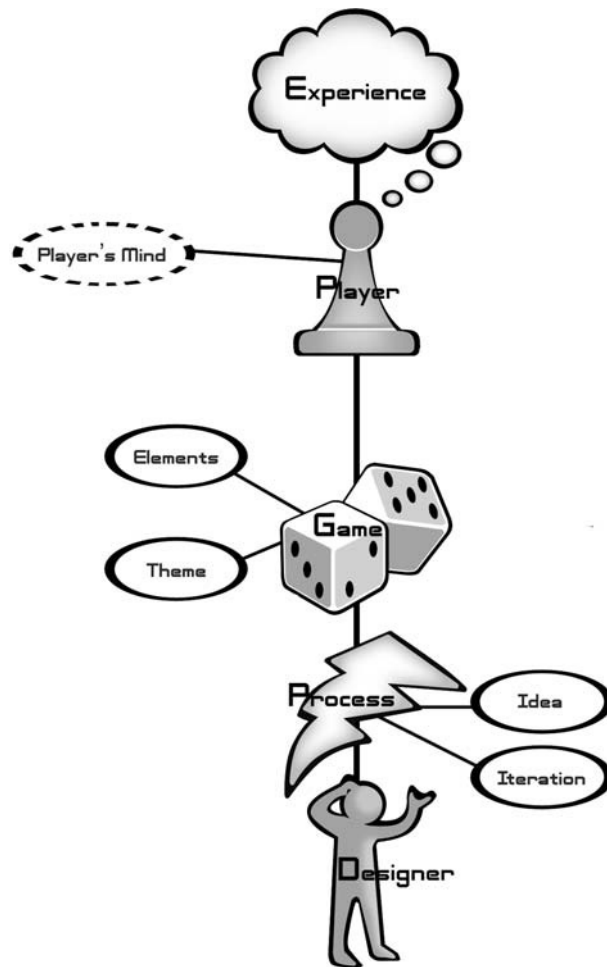 Experience
Player's Mind
Player
Elements
Game
Theme
Process
Idea
Iteration
Designer